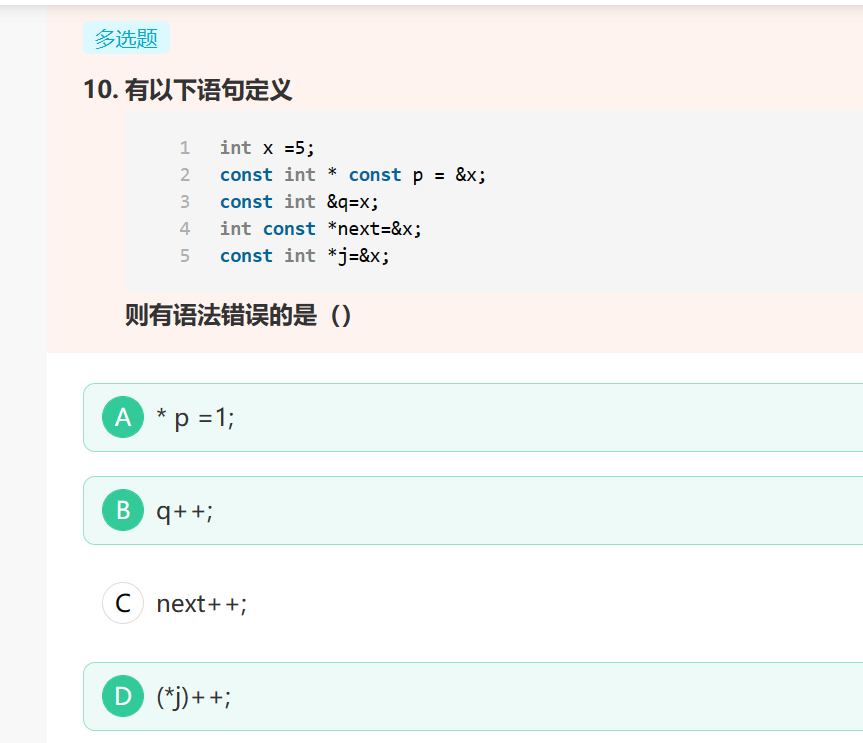 多选题
10. 有以下语句定义
1 int x =5;
2 const int * const p = &x;
3 const int &q=x;
4 int const *next=&x;
5 const int *j=&x;
则有语法错误的是（）
A * p =1;
B q++;
C next++;
D (*j)++;